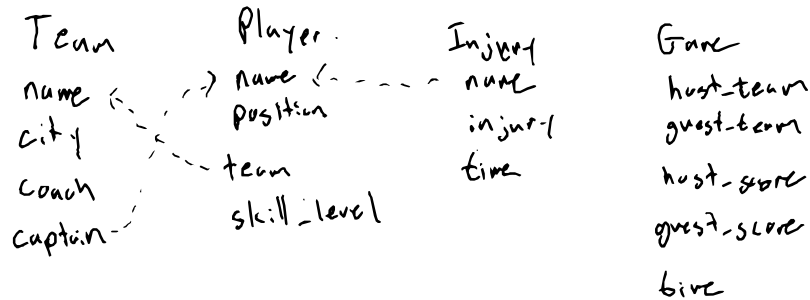 Team
name
city
coach
captain
Player.
name
position
team
skill_level
Injury
name
injury
time
Game
host_team
guest_team
host_score
guest_score
time